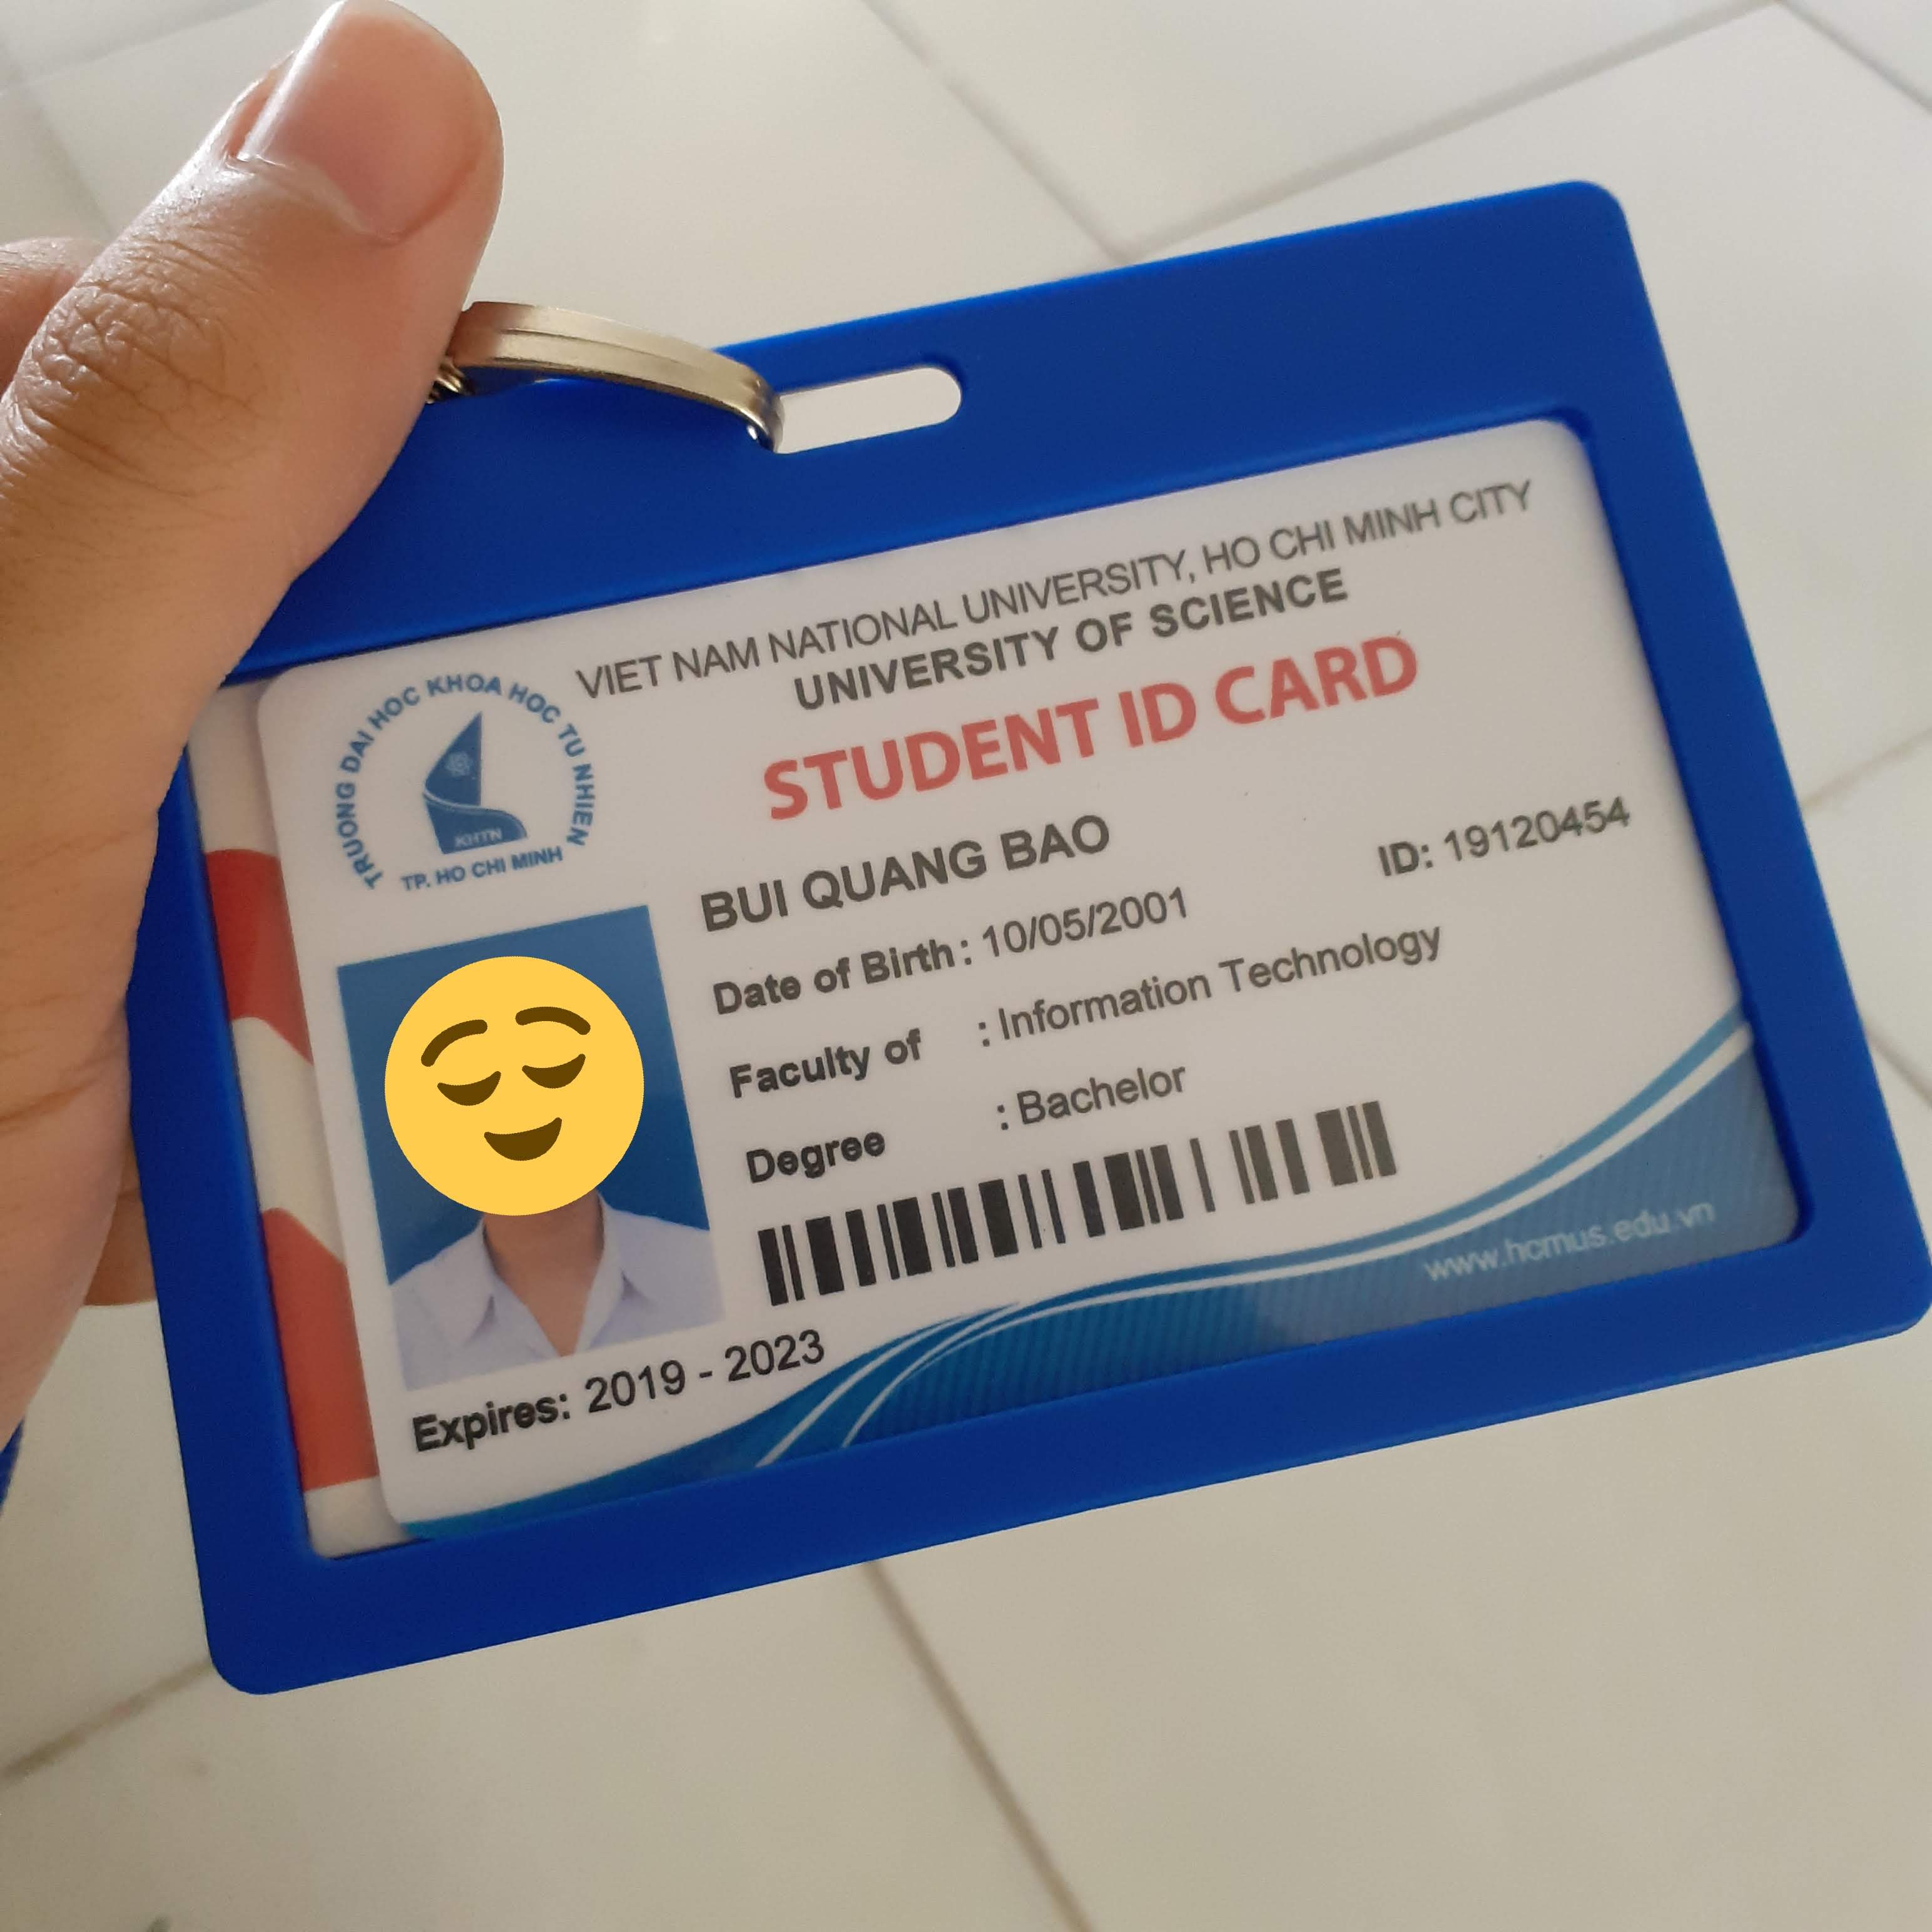 VIET NAM NATIONAL UNIVERSITY, HO CHI MINH CITY
UNIVERSITY OF SCIENCE
STUDENT ID CARD
TRUONG DAI HOC KHOA HOC TU NHIEN
KHTN
TP. HO CHI MINH
BUI QUANG BAO
ID: 19120454
Date of Birth : 10/05/2001
Faculty of : Information Technology
Degree : Bachelor
Expires: 2019 - 2023
www.hcmus.edu.vn